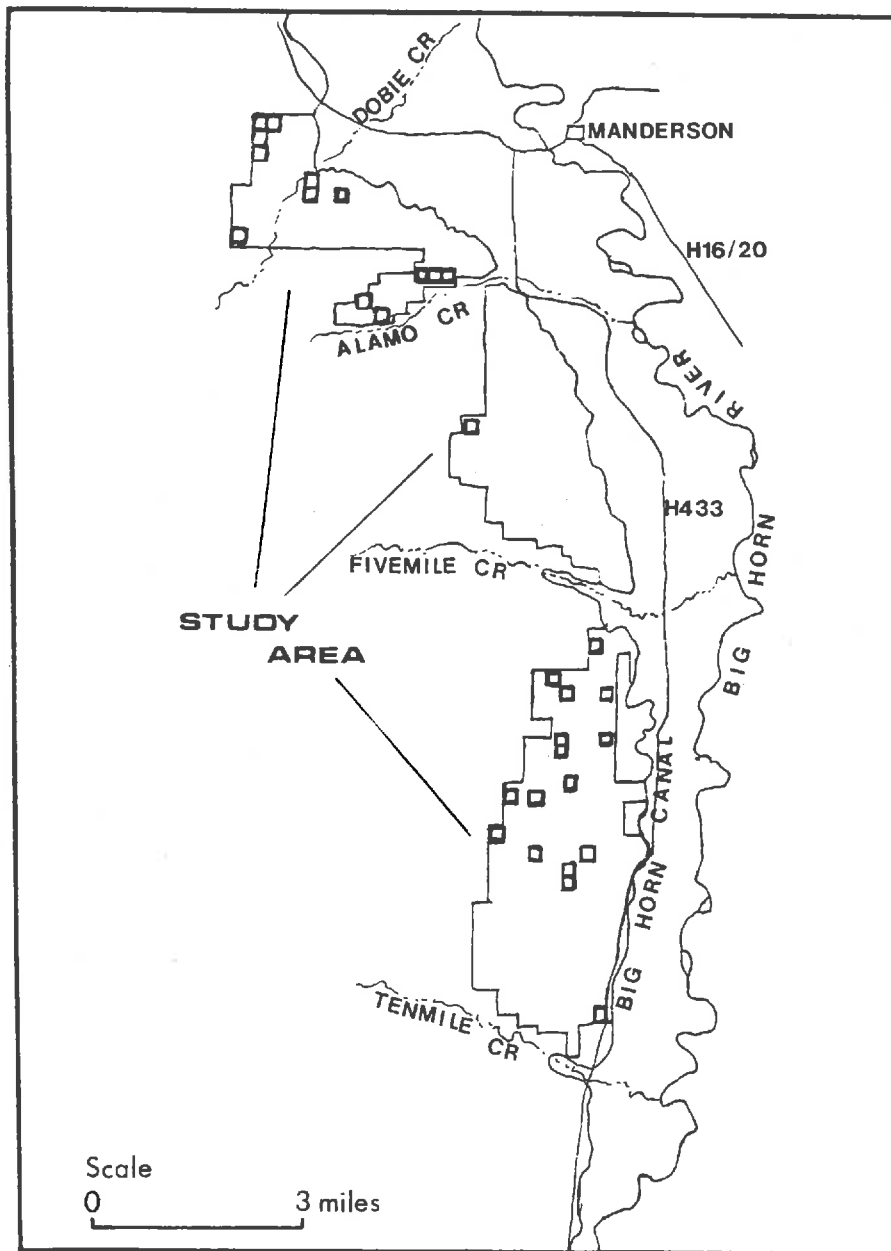 DOBIE CR
MANDERSON
H16/20
ALAMO CR
RIVER
H433
HORN
FIVEMILE CR
BIG
STUDY
AREA
CANAL
HORN
BIG
TENMILE
CR
Scale
0 3 miles